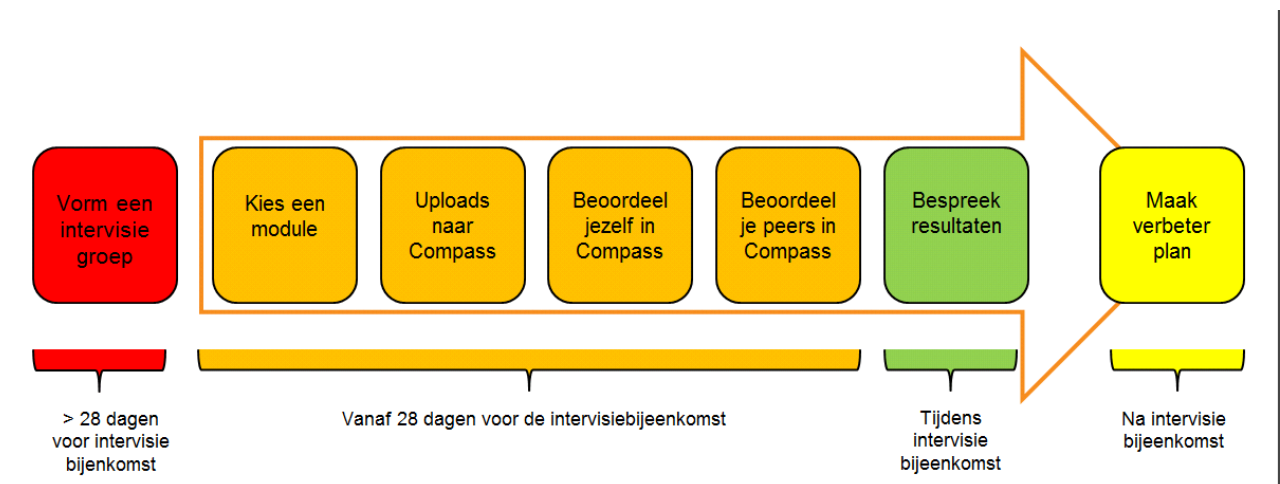 Vorm een
intervisie
groep
Kies een
module
Uploads
naar
Compass
Beoordeel
jezelf in
Compass
Beoordeel
je peers in
Compass
Bespreek
resultaten
Maak
verbeter
plan
> 28 dagen
voor intervisie
bijenkomst
Vanaf 28 dagen voor de intervisiebijeenkomst
Tijdens
intervisie
bijeenkomst
Na intervisie
bijeenkomst